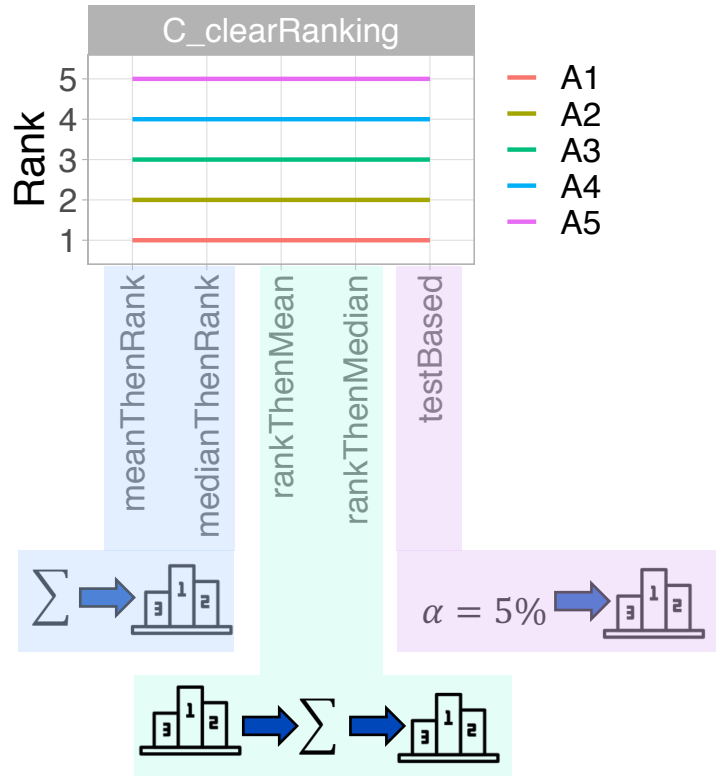 C_clearRanking
Rank
5
4
3
2
1
A1
A2
A3
A4
A5
meanThenRank
medianThenRank
rankThenMean
rankThenMedian
testBased
∑
3 1 2
α = 5%
3 1 2
3 1 2
∑
3 1 2